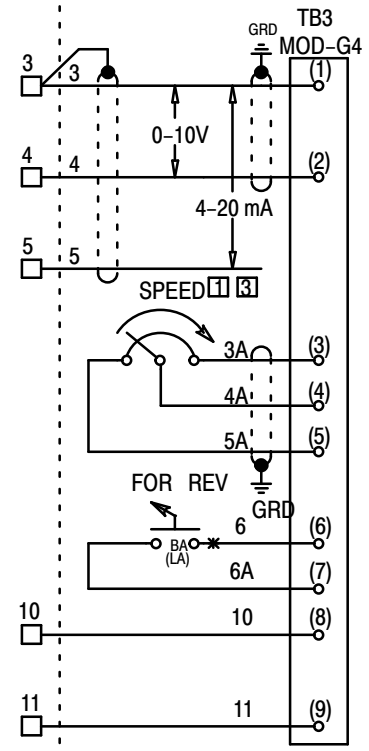 TB3
GRD MOD-G4
3 3 (1)
0-10V
4 4 (2)
4-20 mA
5 5
SPEED 1 3
3A (3)
4A (4)
5A (5)
FOR REV
GRD
6 (6)
BA
(LA)
6A (7)
10 10 (8)
11 11 (9)